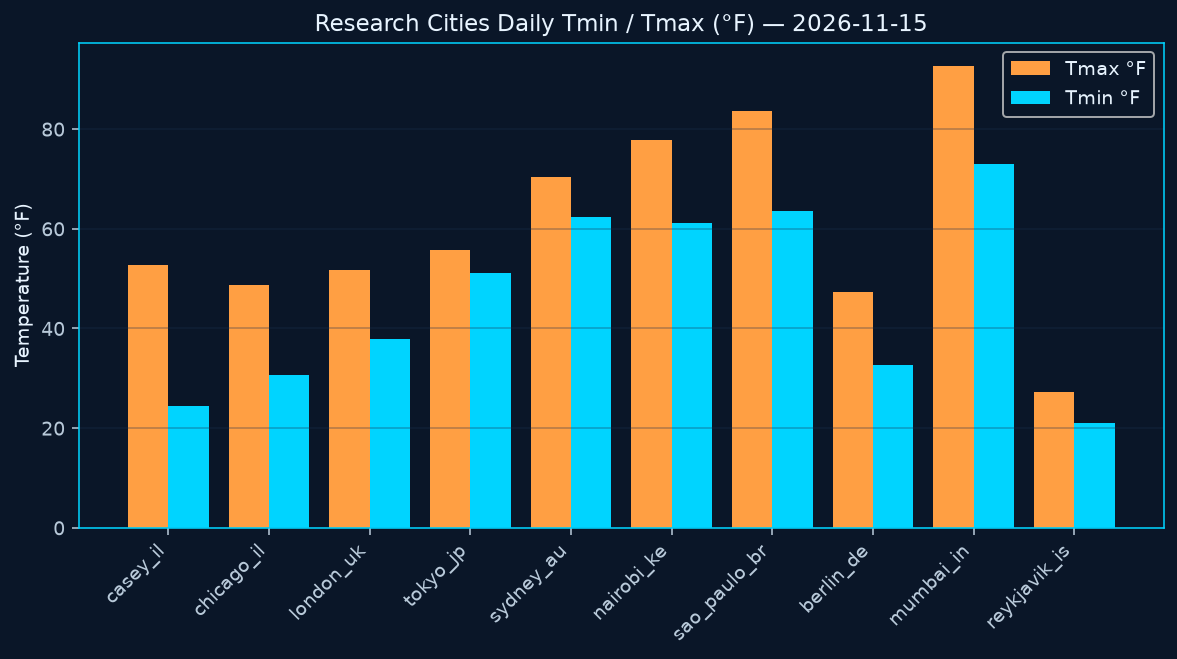 Research Cities Daily Tmin / Tmax (°F) — 2026-11-15
Tmax °F
Tmin °F
Temperature (°F)
80
60
40
20
0
casey_il
chicago_il
london_uk
tokyo_jp
sydney_au
nairobi_ke
sao_paulo_br
berlin_de
mumbai_in
reykjavik_is